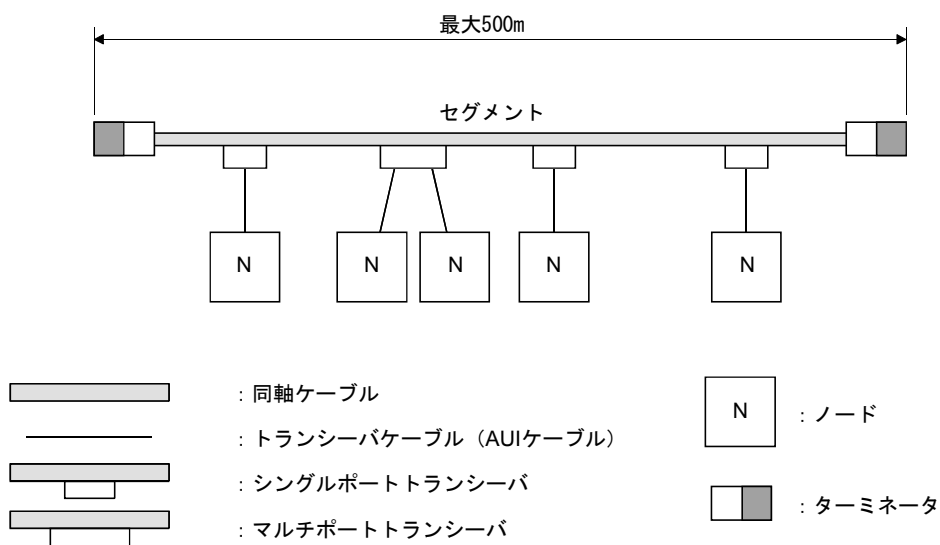 最大500m
セグメント
N
N
N
N
N
：同軸ケーブル
：トランシーバケーブル（AUIケーブル）
：シングルポートトランシーバ
：マルチポートトランシーバ
N
：ノード
：ターミネータ